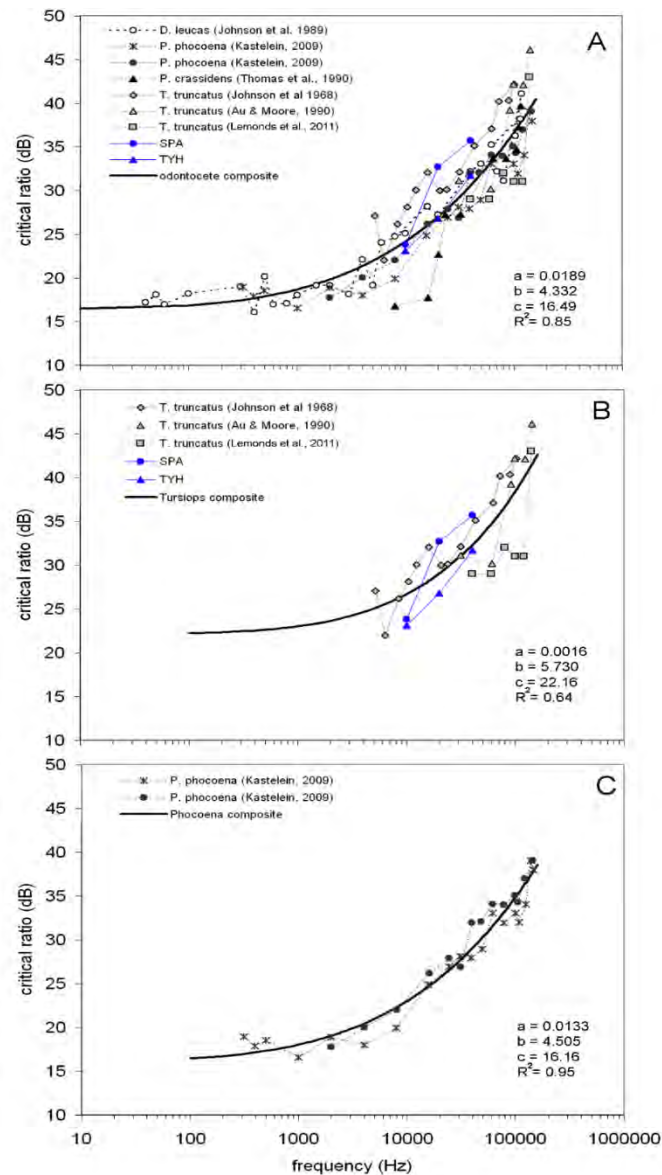 50
45
40
35
30
25
20
15
10
critical ratio (dB)
A
D. leucas (Johnson et al. 1989)
P. phocoena (Kastelein, 2009)
P. phocoena (Kastelein, 2009)
P. crassidens (Thomas et al., 1990)
T. truncatus (Johnson et al 1968)
T. truncatus (Au & Moore, 1990)
T. truncatus (Lemonds et al., 2011)
SPA
TYH
odontocete composite
a = 0.0189
b = 4.332
c = 16.49
R²= 0.85
50
45
40
35
30
25
20
15
10
critical ratio (dB)
B
T. truncatus (Johnson et al 1968)
T. truncatus (Au & Moore, 1990)
T. truncatus (Lemonds et al., 2011)
SPA
TYH
Tursiops composite
a = 0.0016
b = 5.730
c = 22.16
R²= 0.64
50
45
40
35
30
25
20
15
10
critical ratio (dB)
C
P. phocoena (Kastelein, 2009)
P. phocoena (Kastelein, 2009)
Phocoena composite
a = 0.0133
b = 4.505
c = 16.16
R²= 0.95
10 100 1000 10000 100000 1000000
frequency (Hz)